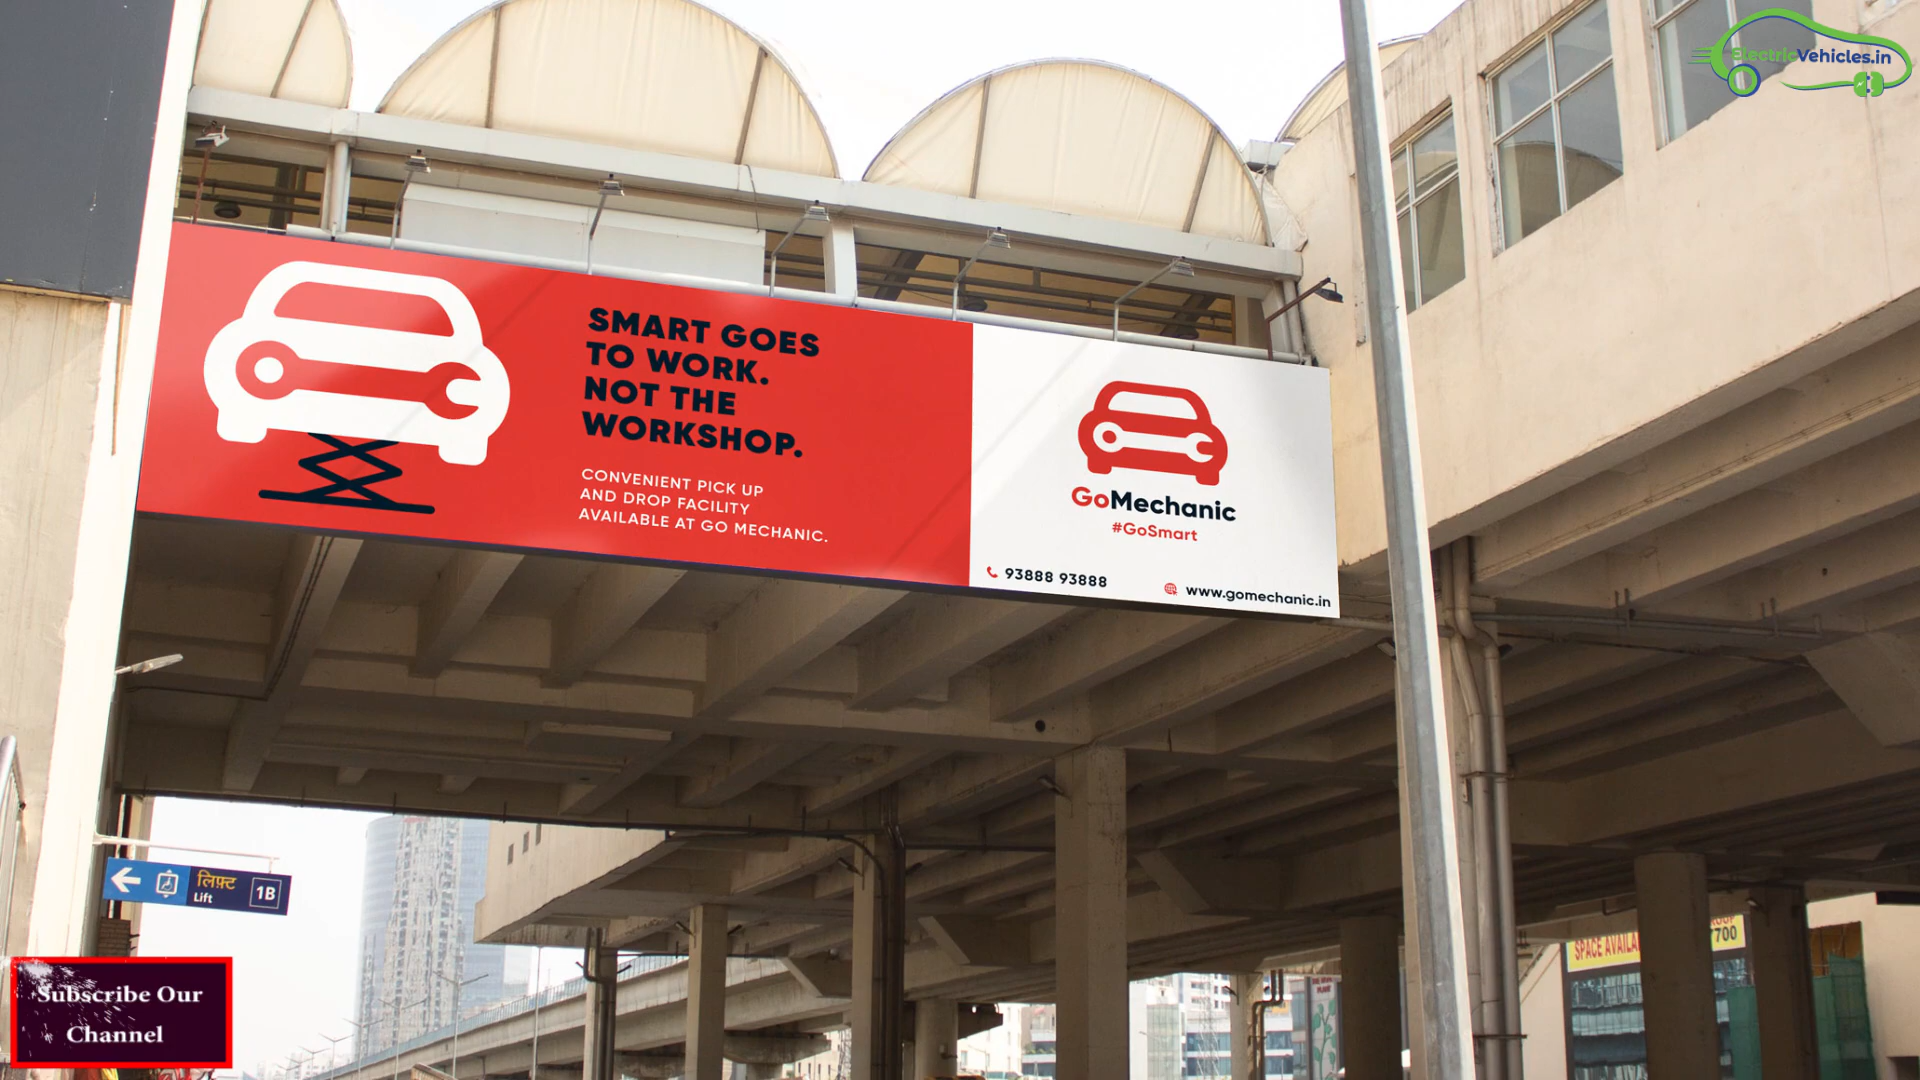 ElectricVehicles.in
SMART GOES
TO WORK.
NOT THE
WORKSHOP.
CONVENIENT PICK UP
AND DROP FACILITY
AVAILABLE AT GO MECHANIC.
GoMechanic
#GoSmart
93888 93888
www.gomechanic.in
लिफ़्ट
Lift
1B
700
Subscribe Our
Channel